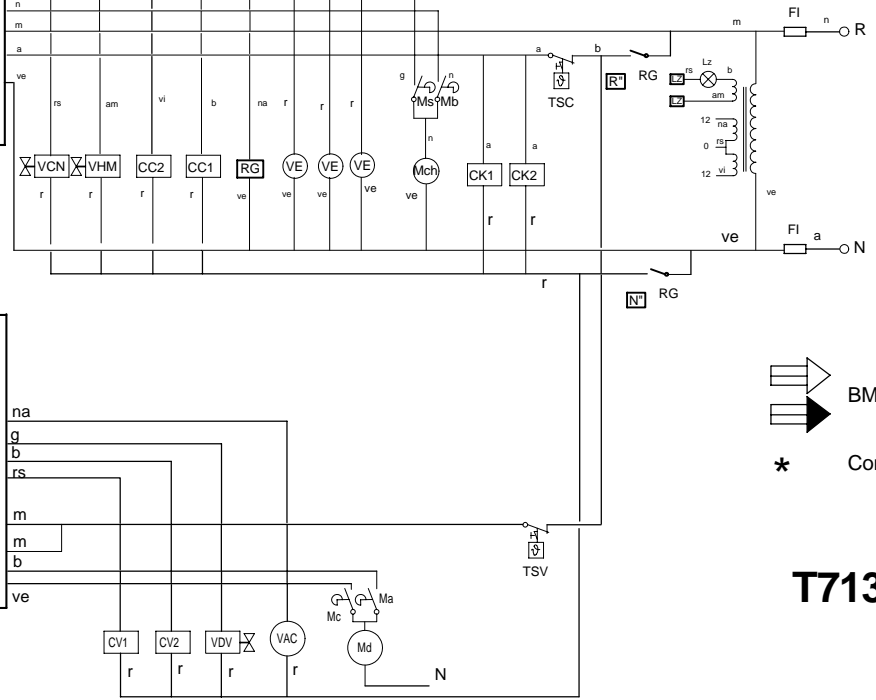 n
m FI
m n R
a a b
ve RG
R"
g n Lz
LZ rs b
TSC LZ am
rs am vi b na r r r
Ms Mb
12 na
n a a 0 rs
VCN VHM CC2 CC1 RG VE VE VE Mch CK1 CK2 12 vi
r r r r ve ve ve ve ve ve
r r
ve FI a N
r N" RG
na
g
b
rs
m
m
b
ve
BM
* Cor
TSV
Mc Ma
T713
CV1 CV2 VDV VAC Md
r r r r N